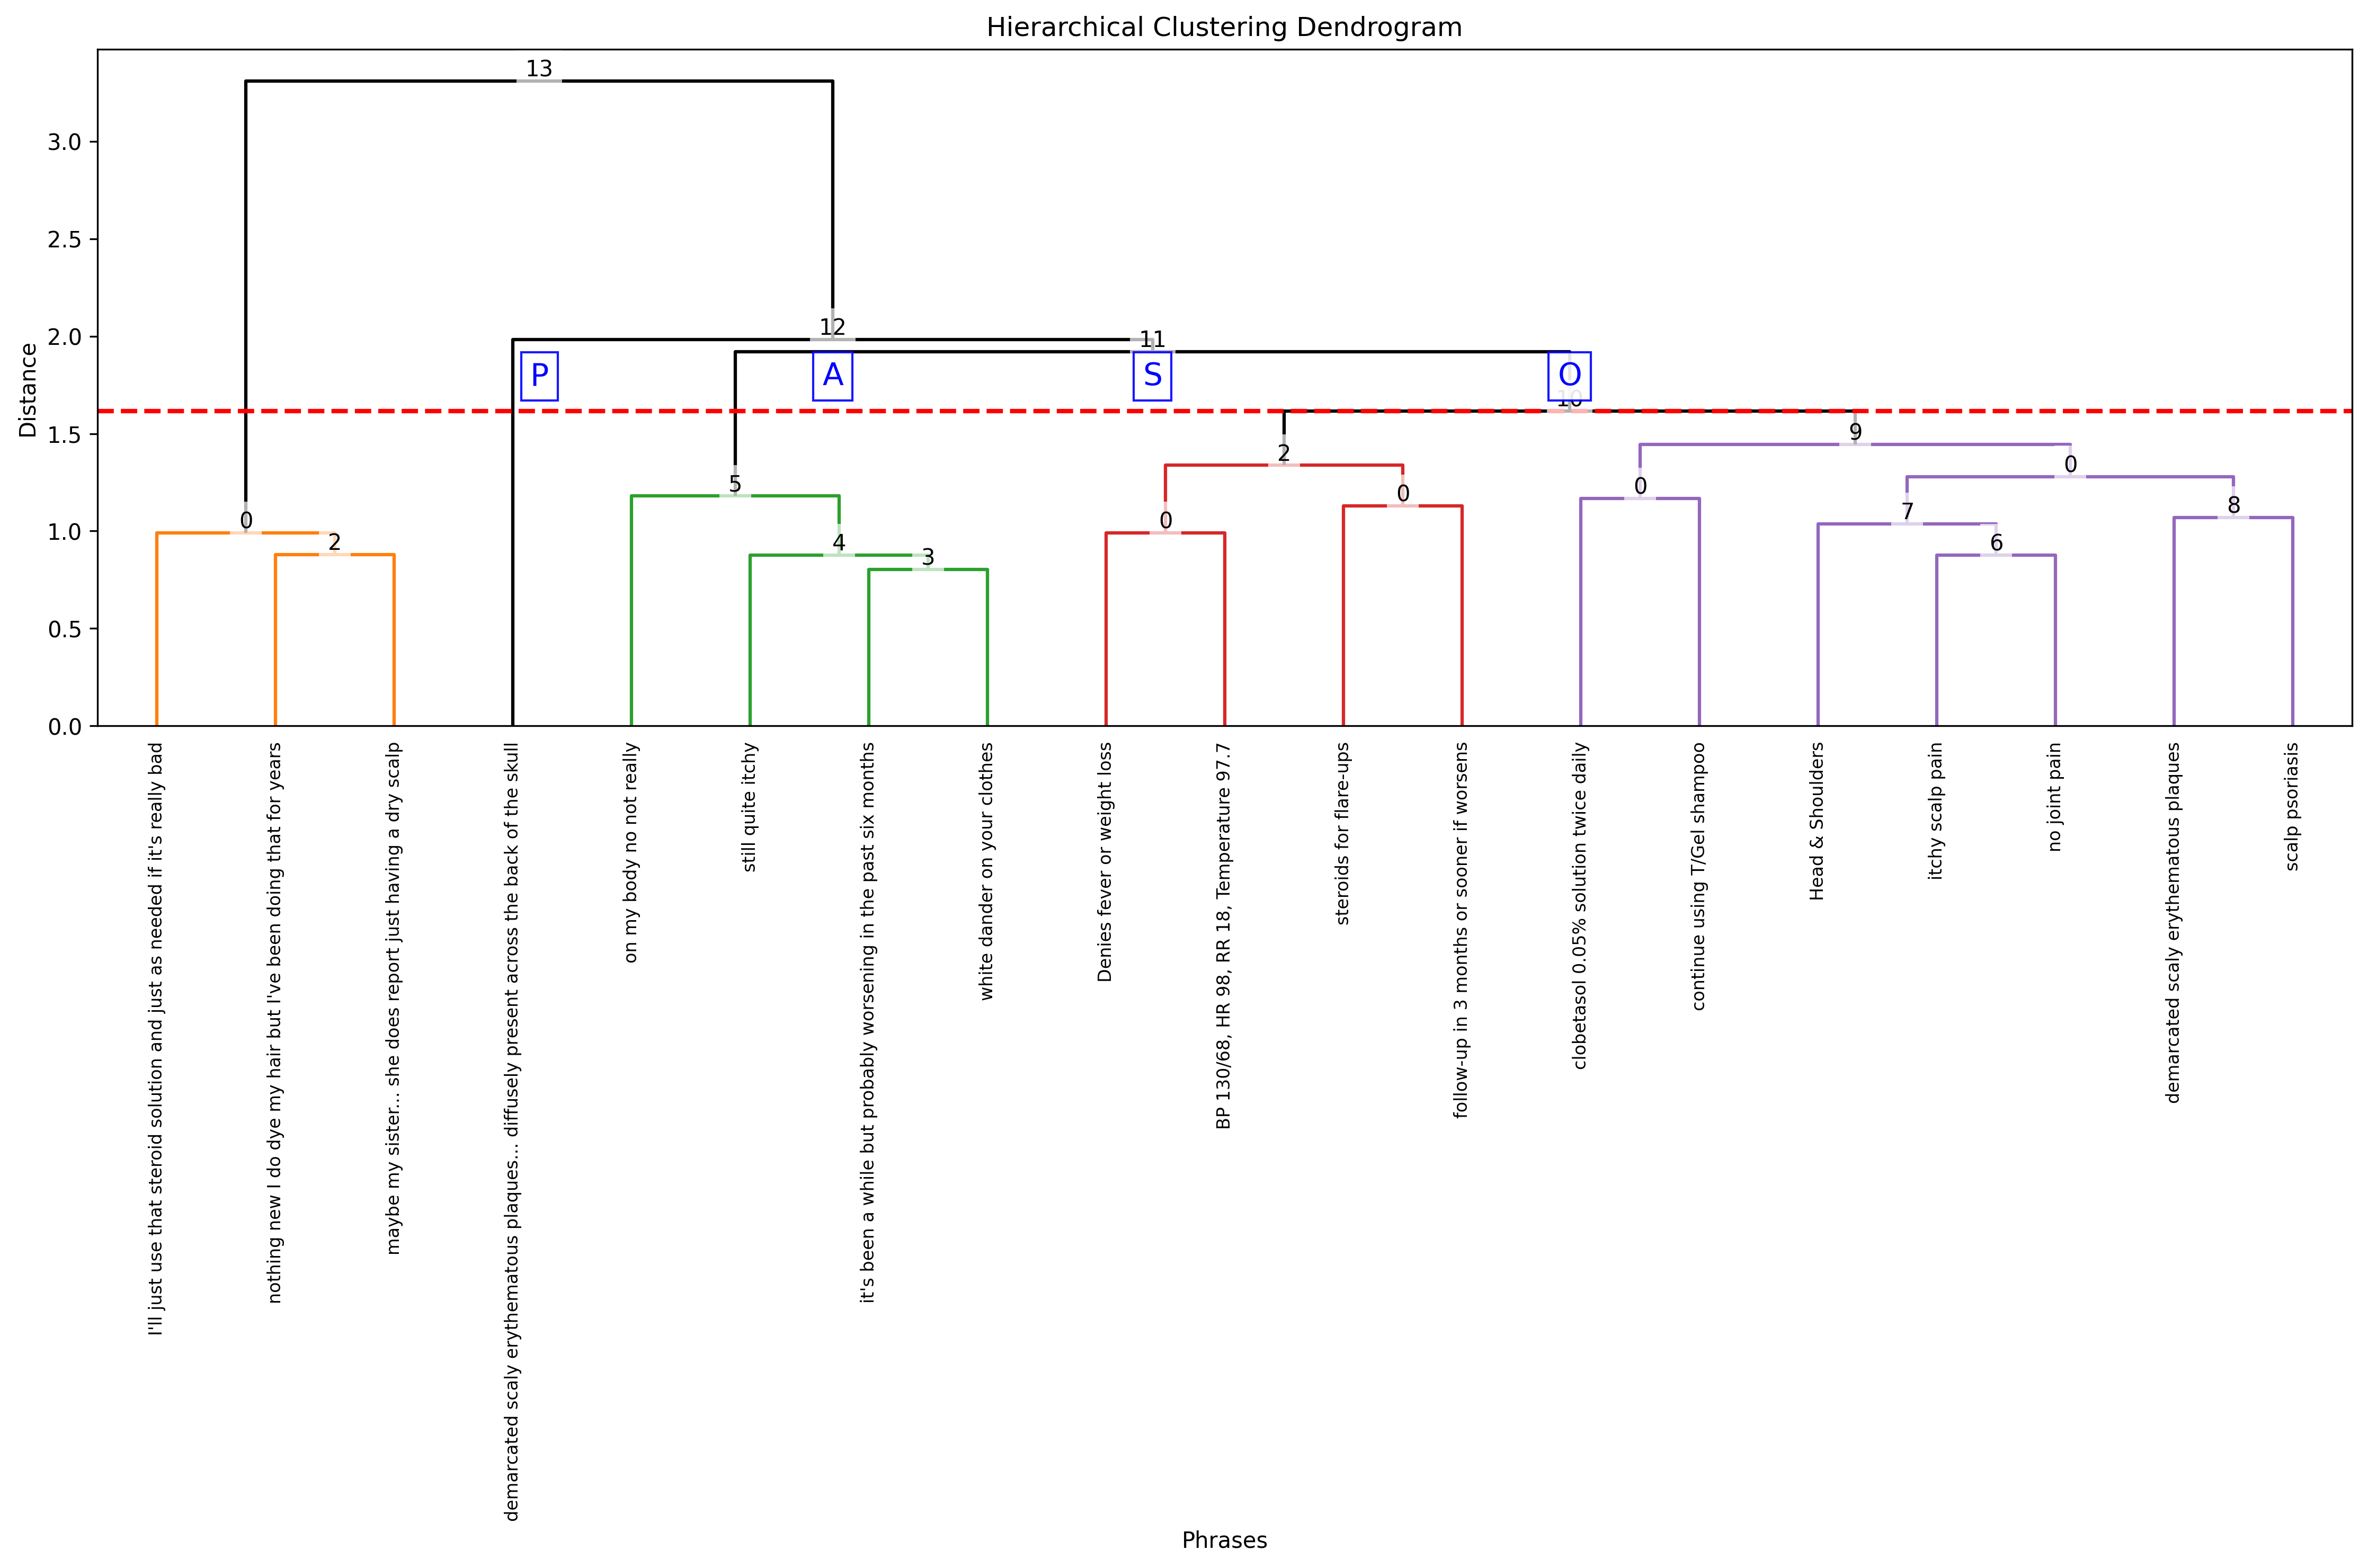 Hierarchical Clustering Dendrogram
13
3.0
2.5
2.0
12
11
P
A
S
O
10
Distance
1.5
9
2
0
5
0
0
8
1.0
0
0
7
2
4
3
6
0.5
0.0
I'll just use that steroid solution and just as needed if it's really bad
nothing new I do dye my hair but I've been doing that for years
maybe my sister... she does report just having a dry scalp
demarcated scaly erythematous plaques... diffusely present across the back of the skull
on my body no not really
still quite itchy
it's been a while but probably worsening in the past six months
white dander on your clothes
Denies fever or weight loss
BP 130/68, HR 98, RR 18, Temperature 97.7
steroids for flare-ups
follow-up in 3 months or sooner if worsens
clobetasol 0.05% solution twice daily
continue using T/Gel shampoo
Head & Shoulders
itchy scalp pain
no joint pain
demarcated scaly erythematous plaques
scalp psoriasis
Phrases